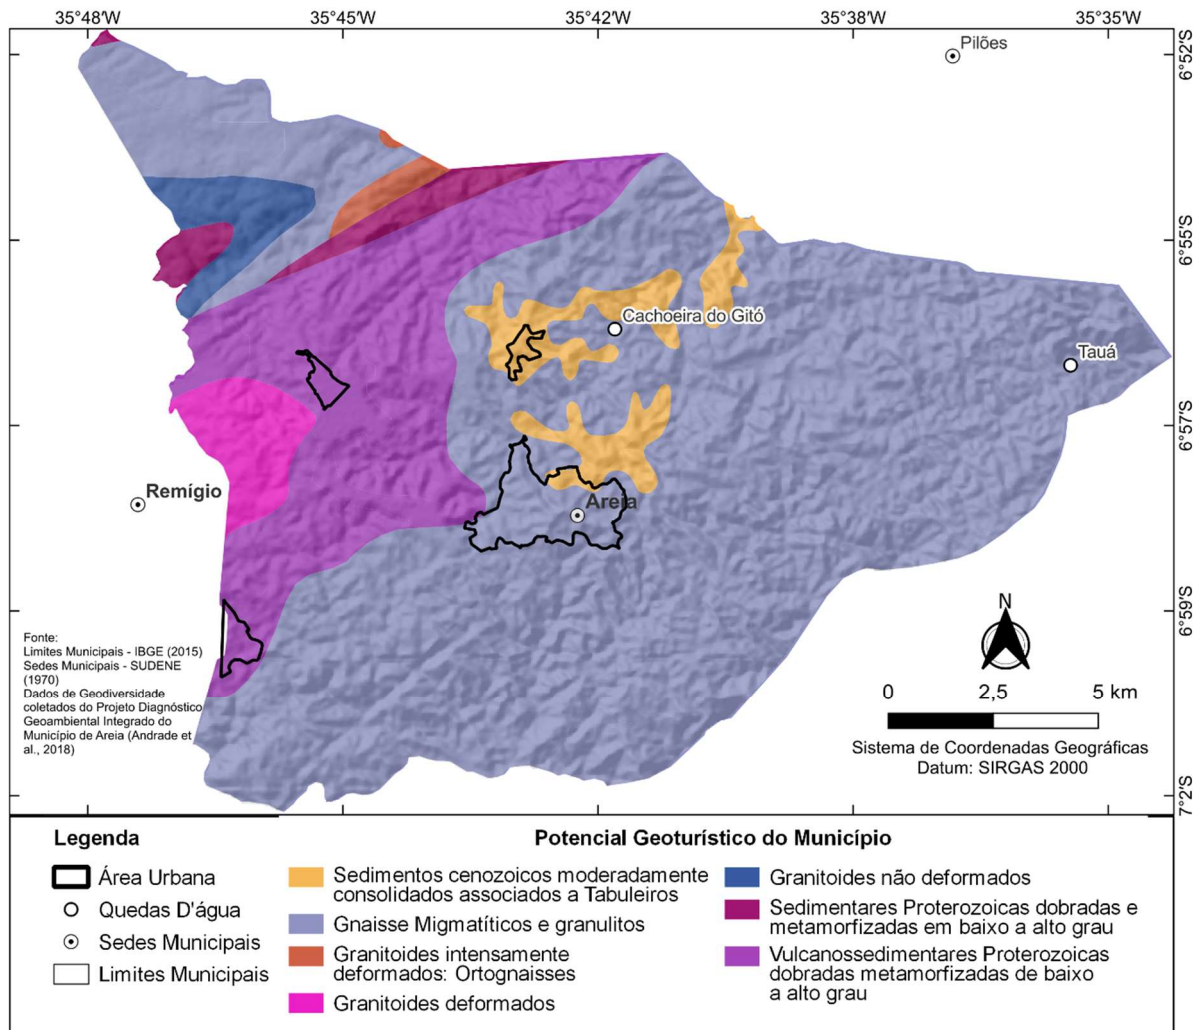 35°48'W 35°45'W 35°42'W 35°38'W 35°35'W
6°52'S
Pilões
6°55'S
Cachoeira do Gitó
Tauá
6°57'S
Remígio
Areia
6°59'S
N
Fonte:
Limites Municipais - IBGE (2015)
Sedes Municipais - SUDENE
(1970)
Dados de Geodiversidade
coletados do Projeto Diagnóstico
Geoambiental Integrado do
Município de Areia (Andrade et
al., 2018)
0 2,5 5 km
Sistema de Coordenadas Geográficas
Datum: SIRGAS 2000
7°2'S
Legenda
Área Urbana
Quedas D'água
Sedes Municipais
Limites Municipais
Potencial Geoturístico do Município
Sedimentos cenozoicos moderadamente
consolidados associados a Tabuleiros
Gnaisse Migmatíticos e granulitos
Granitoides intensamente
deformados: Ortognaisses
Granitoides deformados
Granitoides não deformados
Sedimentares Proterozoicas dobradas e
metamorfizadas em baixo a alto grau
Vulcanossedimentares Proterozoicas
dobradas metamorfizadas de baixo
a alto grau